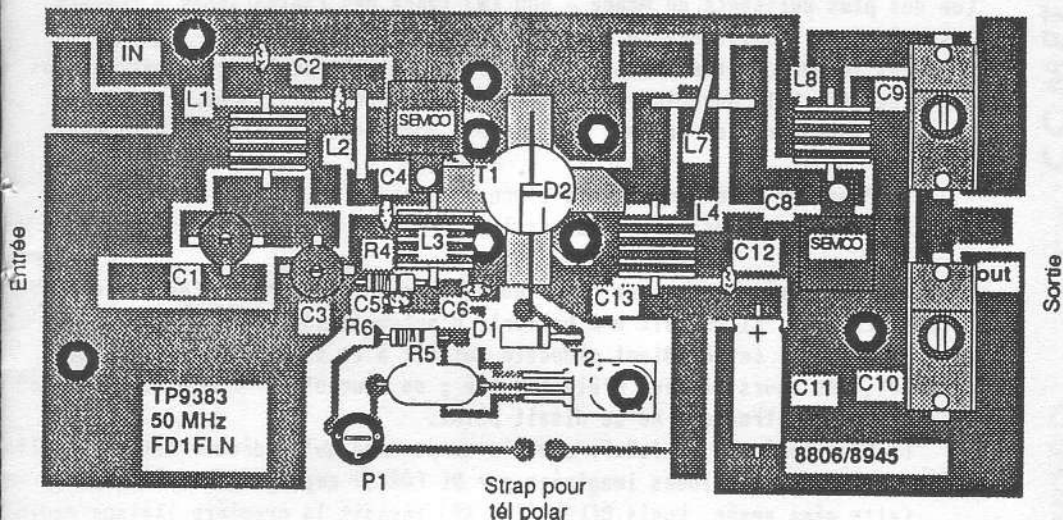 IN
C2
L1
SEMCO
L2
C4
T1
D2
L7
L8
C9
L4
C8
SEMCO
C12
out
R4
L3
C1
C3
C5
C6
C13
R6
R5
D1
T2
C11
C10
+
-
TP9383
50 MHz
FD1FLN
P1
Strap pour
tél polar
8806/8945
Entrée
Sortie